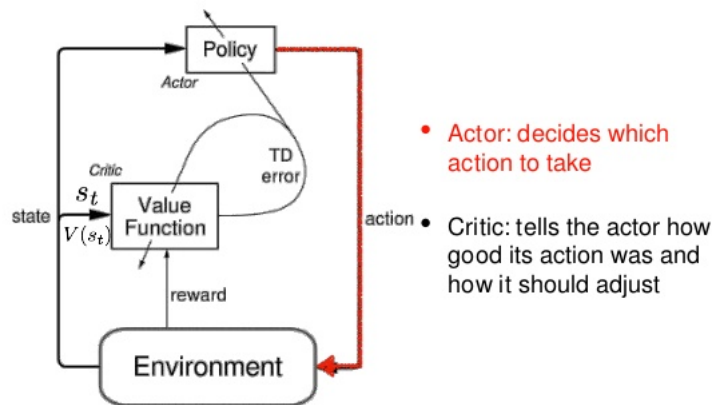 Policy
Actor
TD
error
Critic
s_t
Value
Function
state
V(s_t)
action
reward
Environment
• Actor: decides which
action to take
• Critic: tells the actor how
good its action was and
how it should adjust